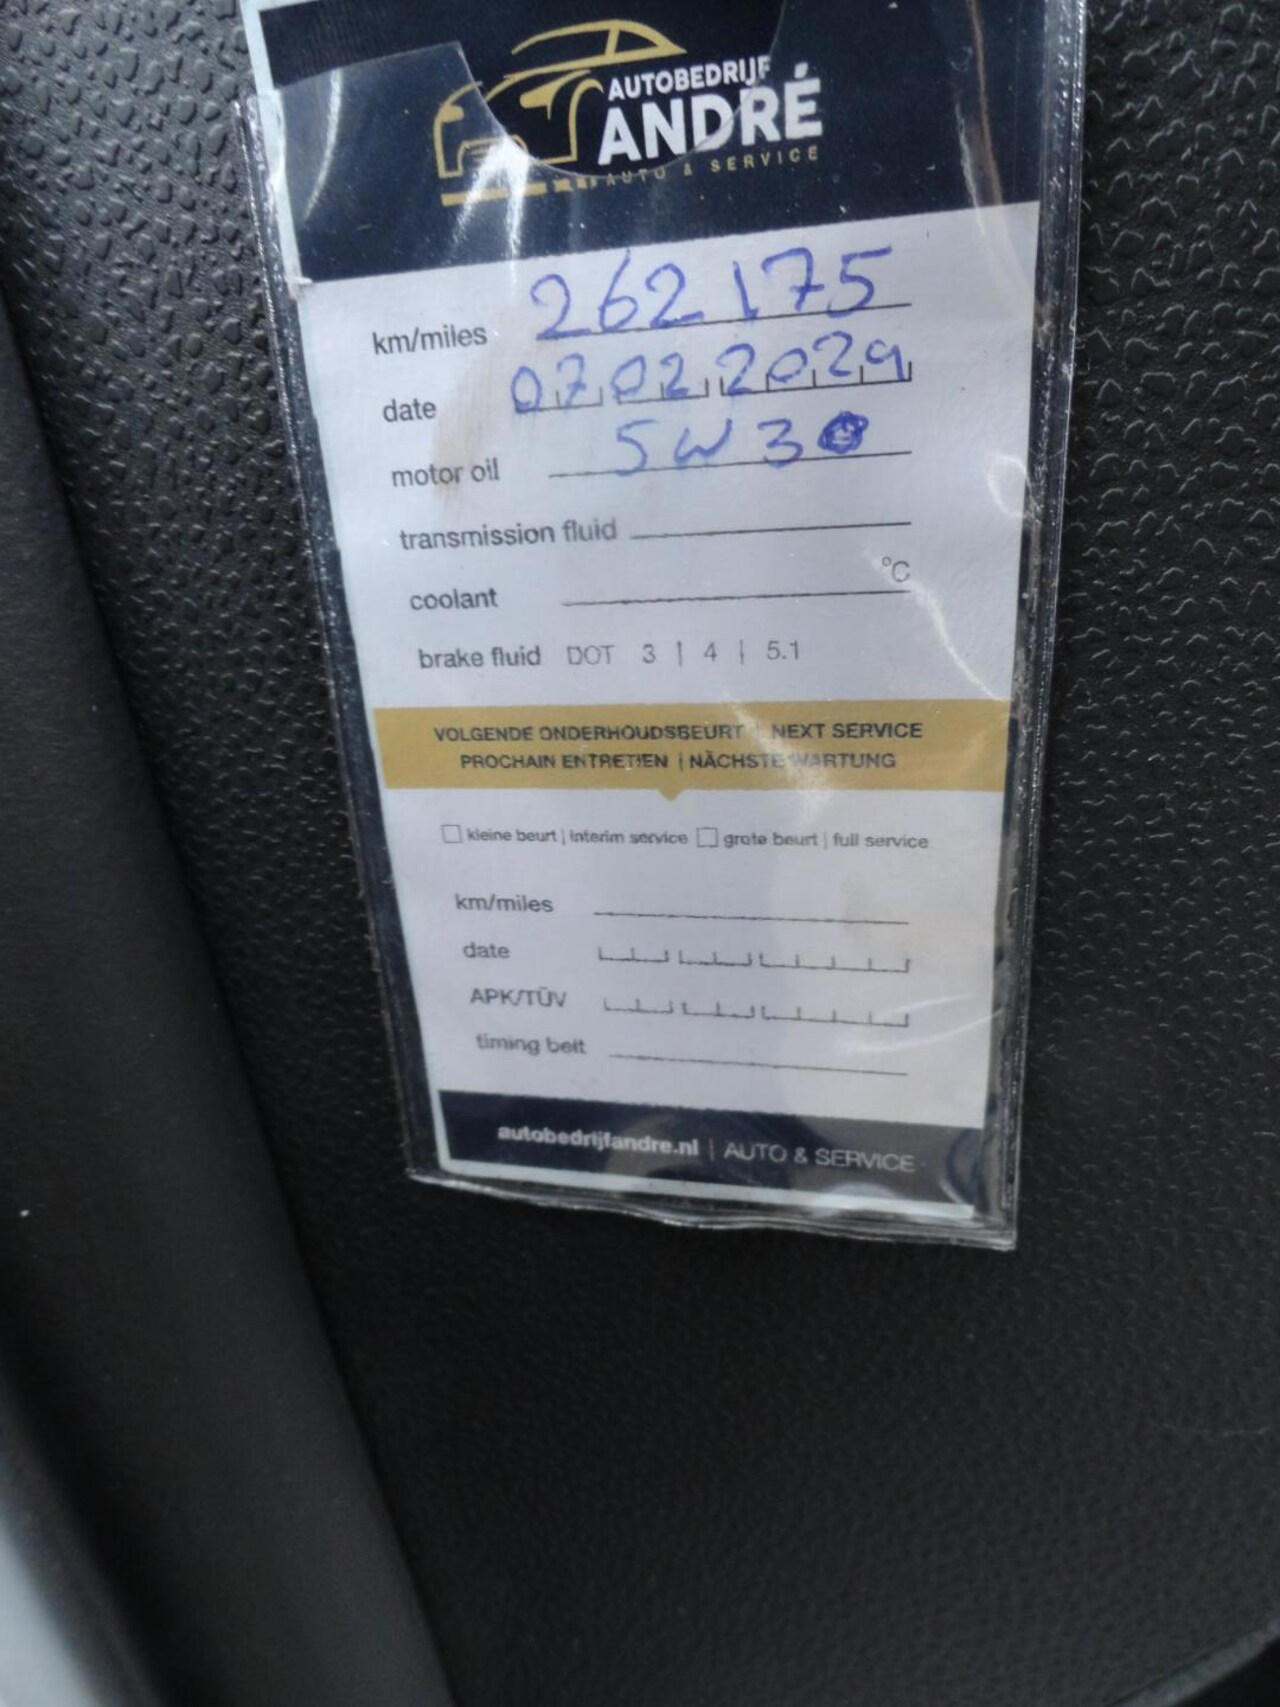 AUTOBEDRIJF
ANDRÉ
AUTO & SERVICE
km/miles 262175
date 07 02 2024
motor oil 5W30
transmission fluid
coolant °C
brake fluid DOT 3 | 4 | 5.1
VOLGENDE ONDERHOUDSBEURT | NEXT SERVICE
PROCHAIN ENTRETIEN | NÄCHSTE WARTUNG
kleine beurt | interim service grote beurt | full service
km/miles
date
APK/TÜV
timing belt
autobedrijfandre.nl | AUTO & SERVICE